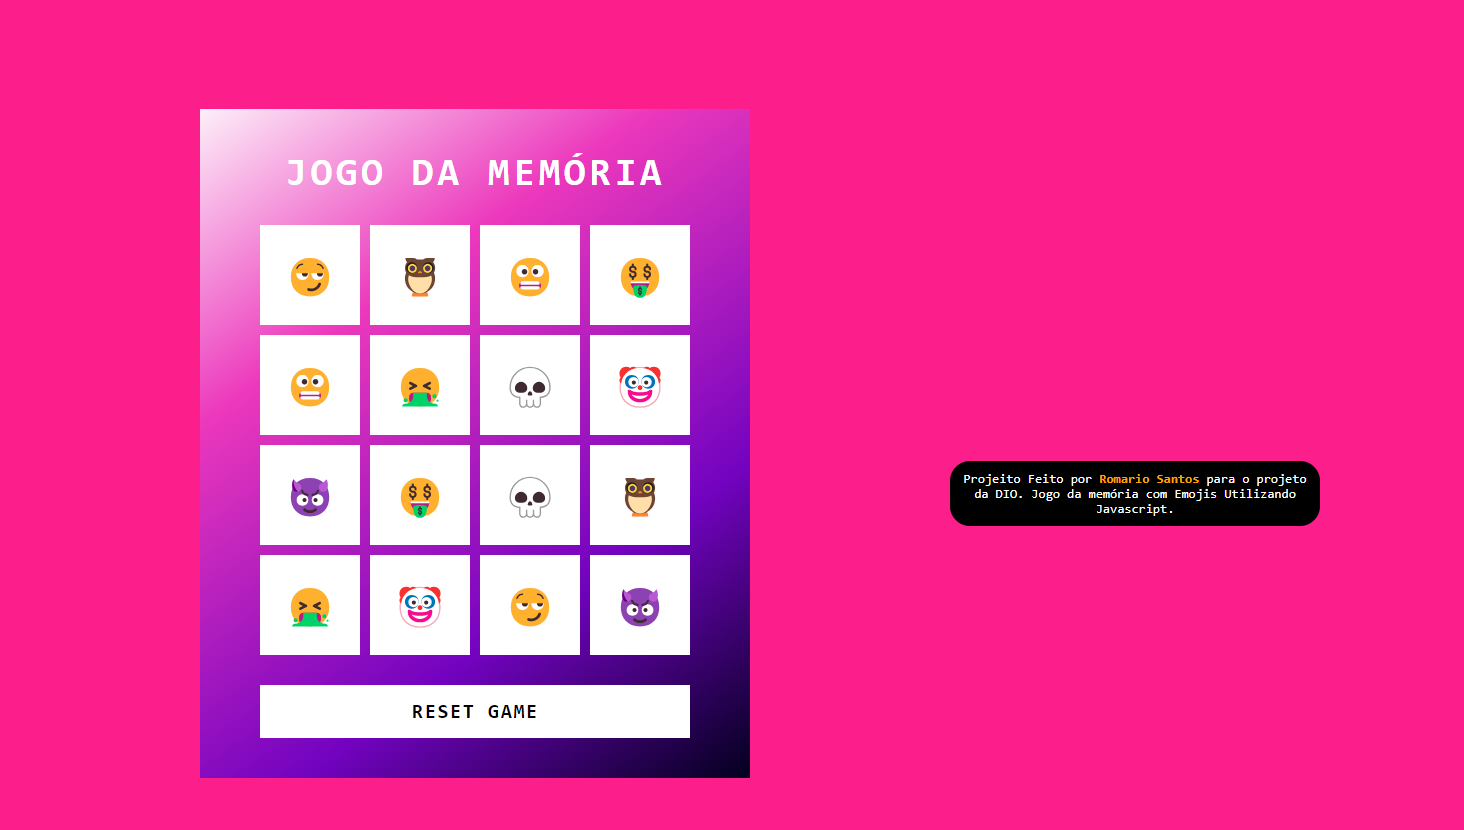 JOGO DA MEMÓRIA
RESET GAME
Projeito Feito por Romario Santos para o projeto
da DIO. Jogo da memória com Emojis Utilizando
Javascript.